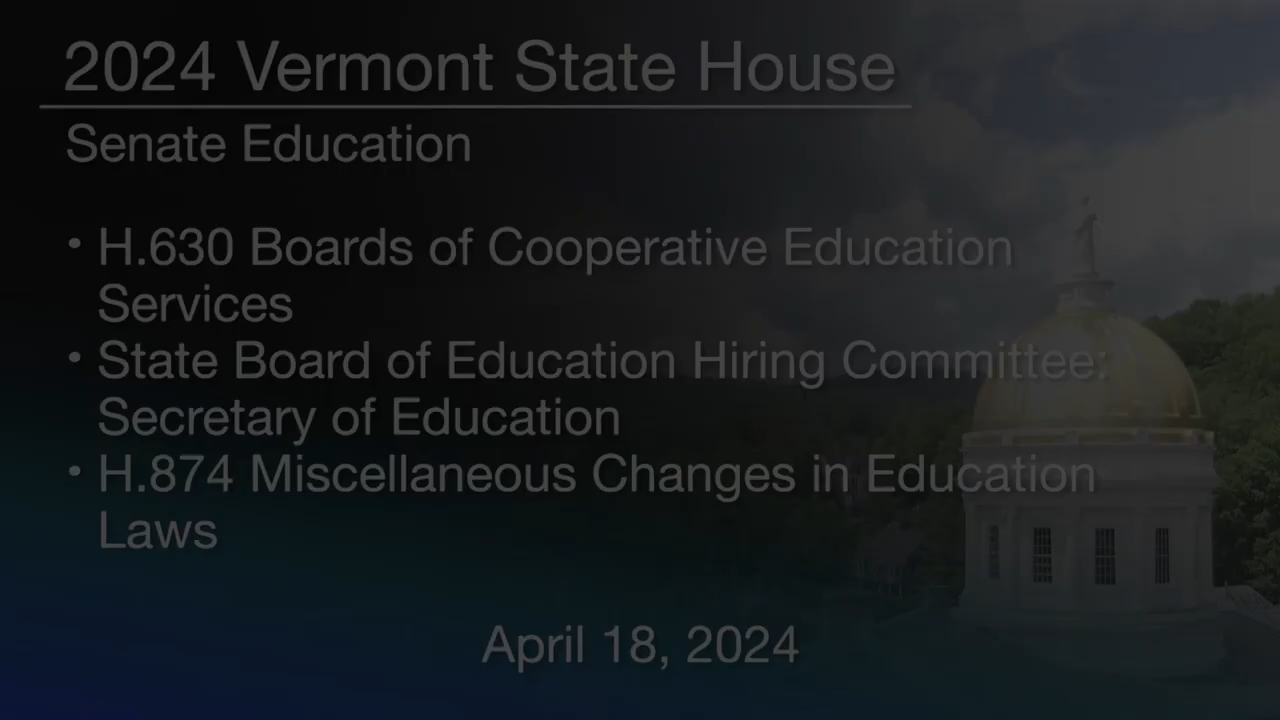 2024 Vermont State House
Senate Education
• H.630 Boards of Cooperative Education
Services
• State Board of Education Hiring Committee:
Secretary of Education
• H.874 Miscellaneous Changes in Education
Laws
April 18, 2024